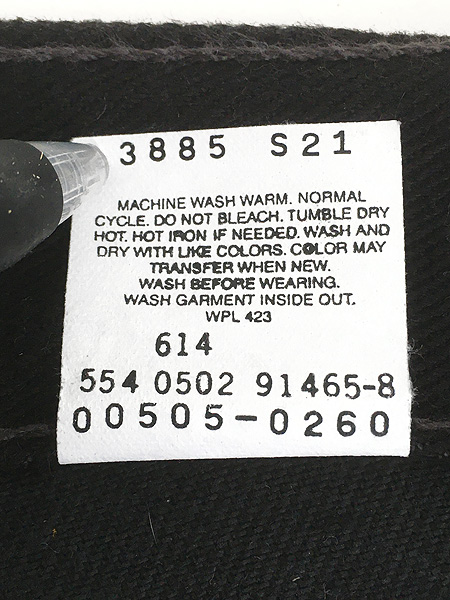 3885 S21
MACHINE WASH WARM. NORMAL
CYCLE. DO NOT BLEACH. TUMBLE DRY
HOT. HOT IRON IF NEEDED. WASH AND
DRY WITH LIKE COLORS. COLOR MAY
TRANSFER WHEN NEW.
WASH BEFORE WEARING.
WASH GARMENT INSIDE OUT.
WPL 423
614
554 0502 91465-8
00505-0260